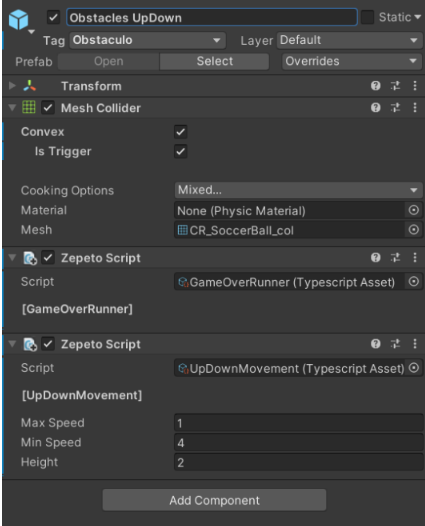 Obstacles UpDown Static
Tag Obstaculo Layer Default
Prefab Open Select Overrides
Transform
Mesh Collider
Convex
Is Trigger
Cooking Options Mixed...
Material None (Physic Material)
Mesh CR_SoccerBall_col
Zepeto Script
Script GameOverRunner (Typescript Asset)
[GameOverRunner]
Zepeto Script
Script UpDownMovement (Typescript Asset)
[UpDownMovement]
Max Speed 1
Min Speed 4
Height 2
Add Component